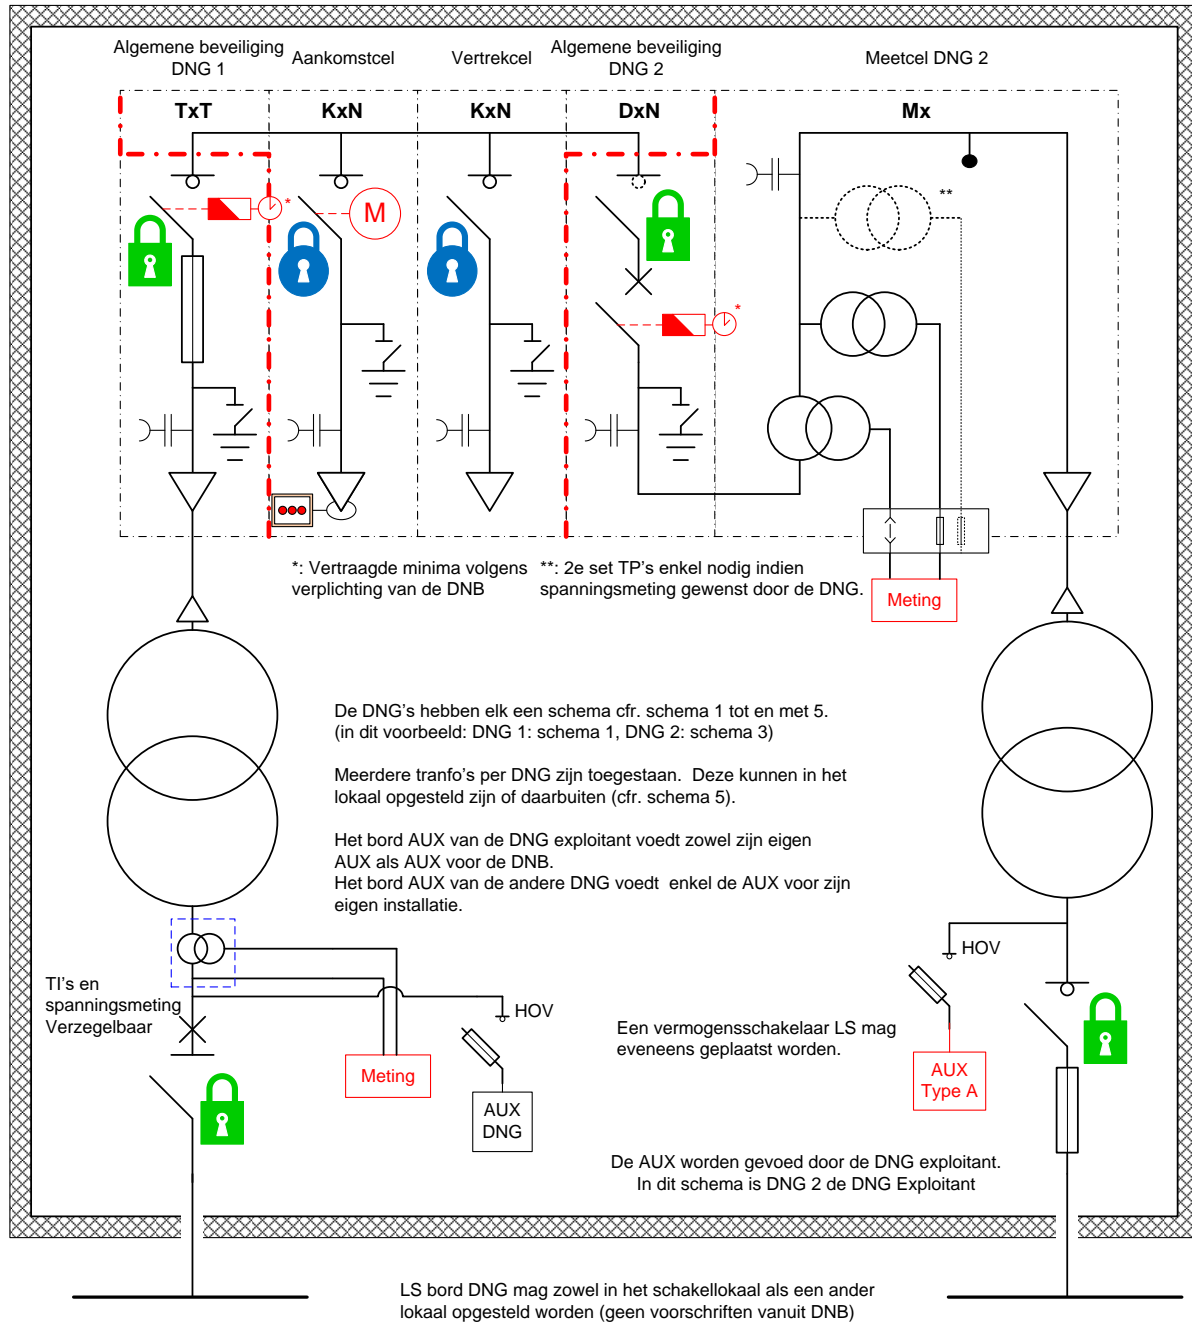 Algemene beveiliging
DNG 1
Aankomstcel
Vertrekcel
Algemene beveiliging
DNG 2
Meetcel DNG 2
TxT
KxN
KxN
DxN
Mx
**
*
M
*
*: Vertraagde minima volgens
verplichting van de DNB
**: 2e set TP's enkel nodig indien
spanningsmeting gewenst door de DNG.
Meting
De DNG's hebben elk een schema cfr. schema 1 tot en met 5.
(in dit voorbeeld: DNG 1: schema 1, DNG 2: schema 3)
Meerdere tranfo's per DNG zijn toegestaan. Deze kunnen in het
lokaal opgesteld zijn of daarbuiten (cfr. schema 5).
Het bord AUX van de DNG exploitant voedt zowel zijn eigen
AUX als AUX voor de DNB.
Het bord AUX van de andere DNG voedt enkel de AUX voor zijn
eigen installatie.
TI's en
spanningsmeting
Verzegelbaar
HOV
Meting
AUX
DNG
HOV
Een vermogensschakelaar LS mag
eveneens geplaatst worden.
AUX
Type A
De AUX worden gevoed door de DNG exploitant.
In dit schema is DNG 2 de DNG Exploitant
LS bord DNG mag zowel in het schakellokaal als een ander
lokaal opgesteld worden (geen voorschriften vanuit DNB)